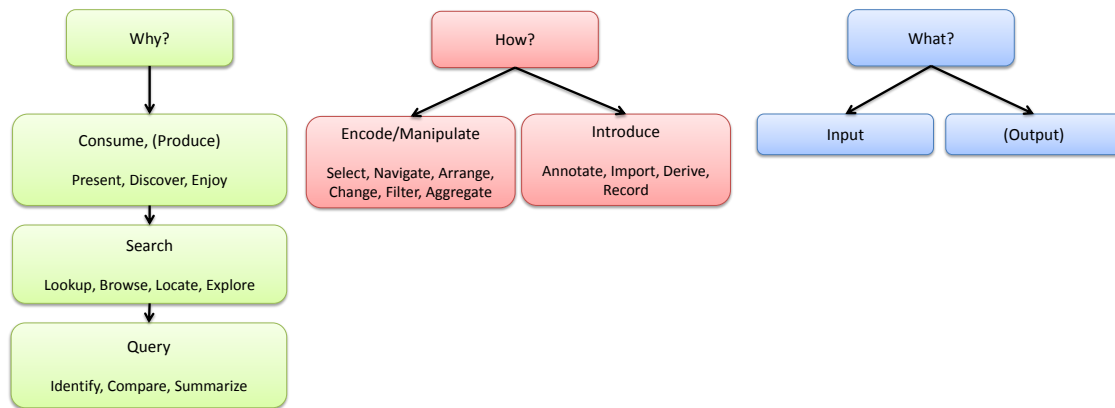 Why?
Consume, (Produce)
Present, Discover, Enjoy
Search
Lookup, Browse, Locate, Explore
Query
Identify, Compare, Summarize
How?
Encode/Manipulate
Select, Navigate, Arrange,
Change, Filter, Aggregate
Introduce
Annotate, Import, Derive,
Record
What?
Input
(Output)